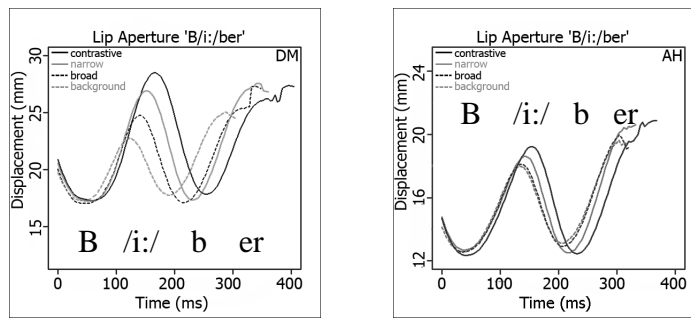 Lip Aperture 'B/i:/ber'
DM
contrastive
narrow
broad
background
Displacement (mm)
30
25
20
15
B /i:/ b er
0 100 200 300 400
Time (ms)
Lip Aperture 'B/i:/ber'
AH
contrastive
narrow
broad
background
Displacement (mm)
24
20
16
12
B /i:/ b er
0 100 200 300 400
Time (ms)